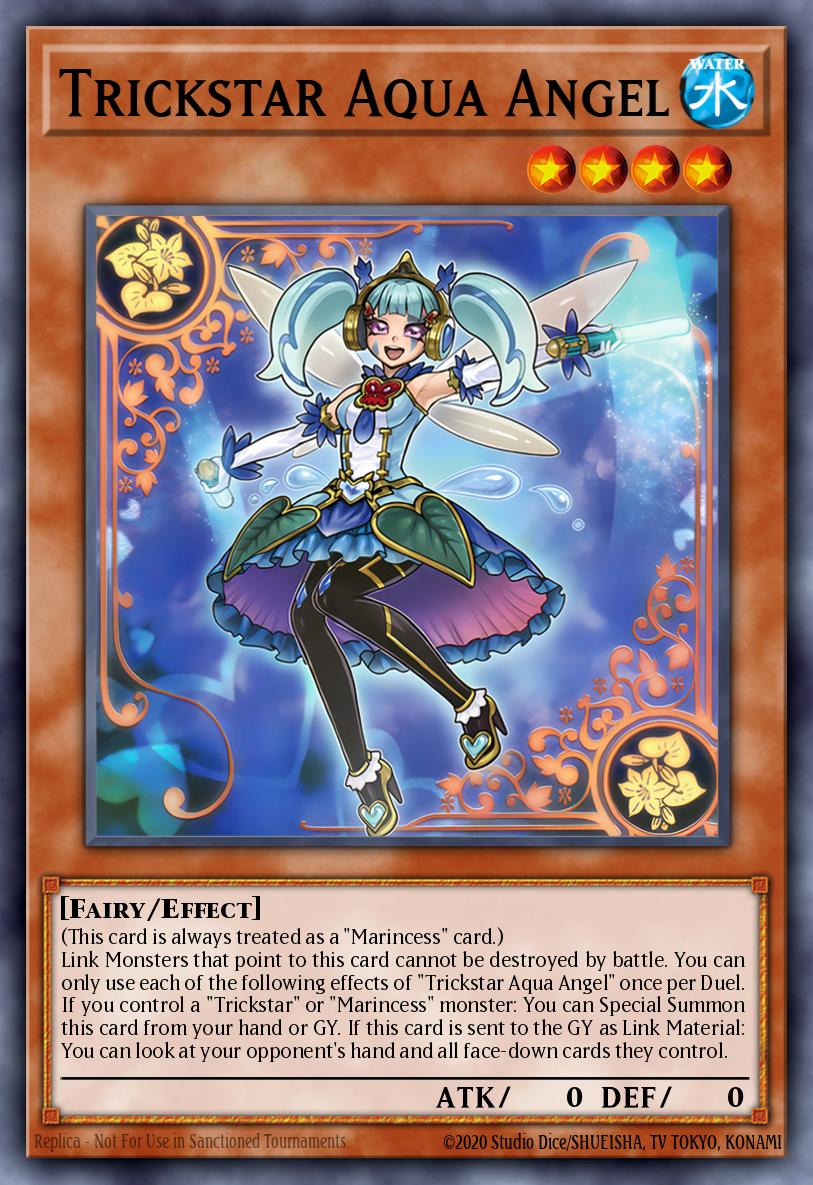 Trickstar Aqua Angel
WATER
水
[Fairy/Effect]
(This card is always treated as a "Marincess" card.)
Link Monsters that point to this card cannot be destroyed by battle. You can
only use each of the following effects of "Trickstar Aqua Angel" once per Duel.
If you control a "Trickstar" or "Marincess" monster: You can Special Summon
this card from your hand or GY. If this card is sent to the GY as Link Material:
You can look at your opponent's hand and all face-down cards they control.
ATK/ 0 DEF/ 0
Replica - Not For Use in Sanctioned Tournaments.
©2020 Studio Dice/SHUEISHA, TV TOKYO, KONAMI